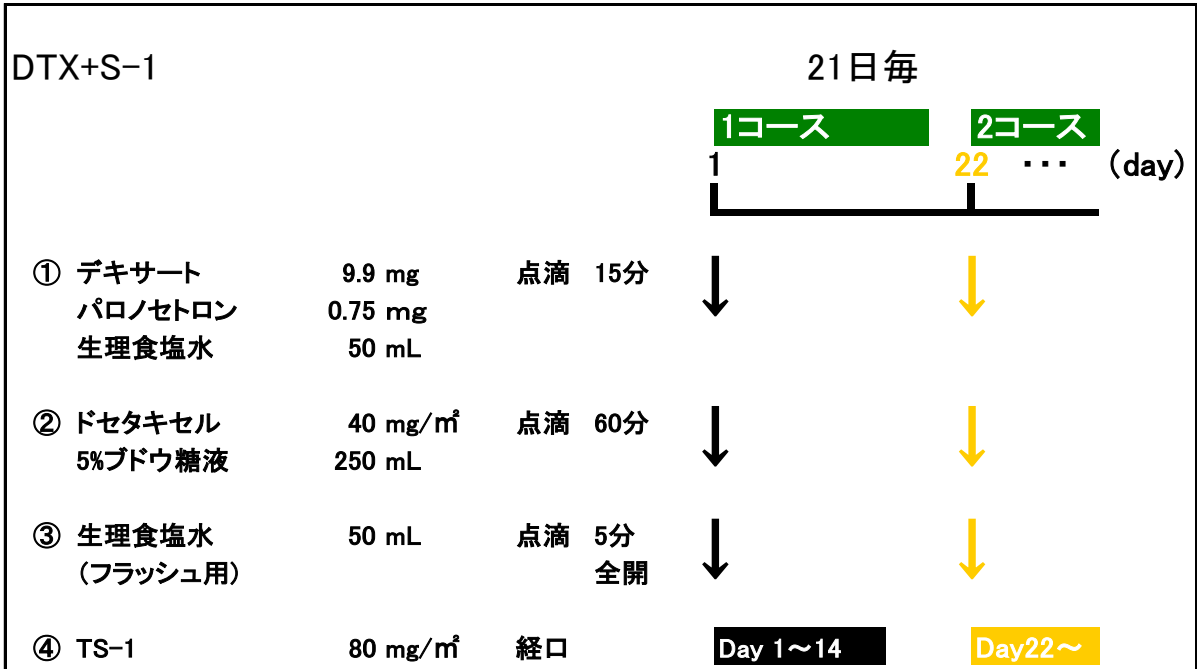 DTX+S-1 21日毎
1コース 2コース
1 22 ･･･ (day)
① デキサート 9.9 mg 点滴 15分
パロノセトロン 0.75 mg
生理食塩水 50 mL
② ドセタキセル 40 mg/㎡ 点滴 60分
5%ブドウ糖液 250 mL
③ 生理食塩水 50 mL 点滴 5分
(フラッシュ用) 全開
④ TS-1 80 mg/㎡ 経口 Day 1～14 Day22～